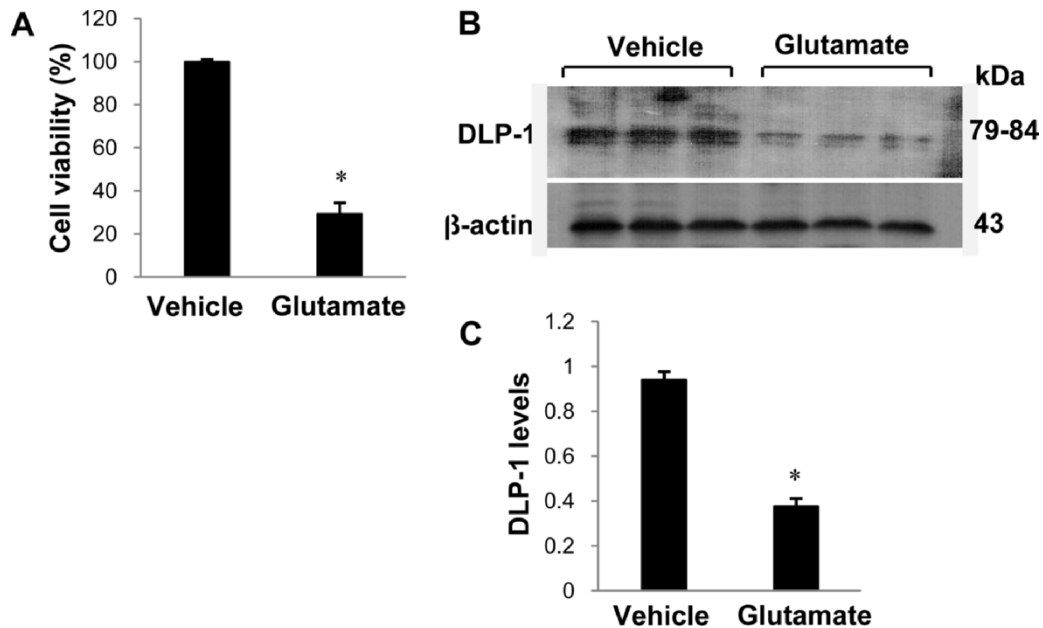 A
Cell viability (%)
120
100
80
60
40
20
0
*
Vehicle
Glutamate
B
Vehicle
Glutamate
kDa
DLP-1
79-84
β-actin
43
C
DLP-1 levels
1.2
1
0.8
0.6
0.4
0.2
0
*
Vehicle
Glutamate